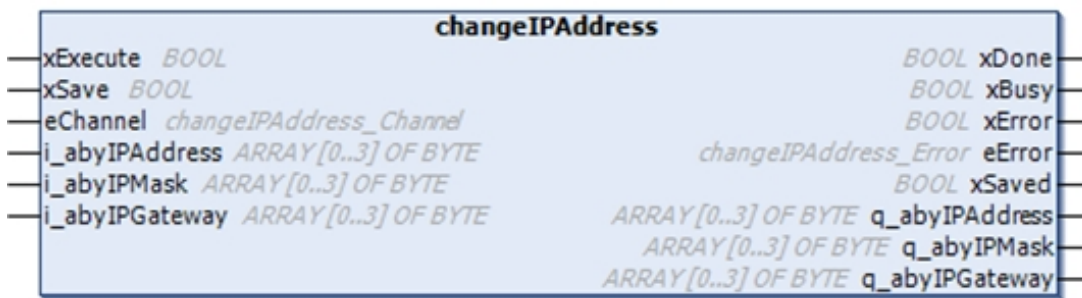 changeIPAddress
xExecute BOOL BOOL xDone
xSave BOOL BOOL xBusy
eChannel changeIPAddress_Channel BOOL xError
i_abyIPAddress ARRAY [0..3] OF BYTE changeIPAddress_Error eError
i_abyIPMask ARRAY [0..3] OF BYTE BOOL xSaved
i_abyIPGateway ARRAY [0..3] OF BYTE ARRAY [0..3] OF BYTE q_abyIPAddress
ARRAY [0..3] OF BYTE q_abyIPMask
ARRAY [0..3] OF BYTE q_abyIPGateway